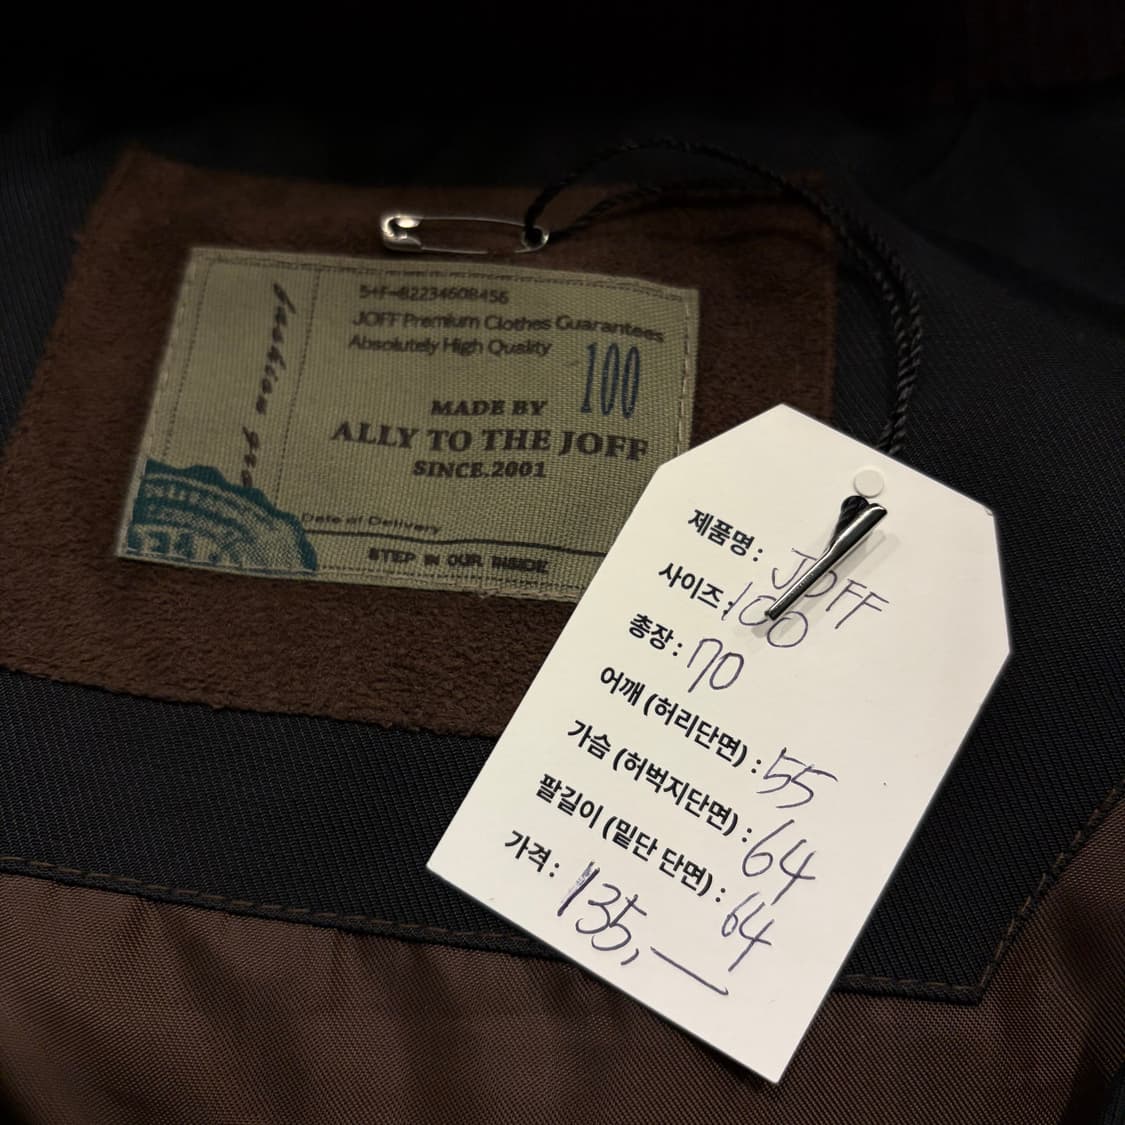 5+F-82234608456
JOFF Premium Clothes Guarantees
Absolutely High Quality
100
MADE BY
ALLY TO THE JOFF
SINCE.2001
Date of Delivery
STEP IN OUR INSIDE
fashion
제품명 : JOFF
사이즈 : 100
총장 : 70
어깨 (허리단면) : 55
가슴 (허벅지단면) : 64
팔길이 (밑단 단면) : 64
가격 : 135,—